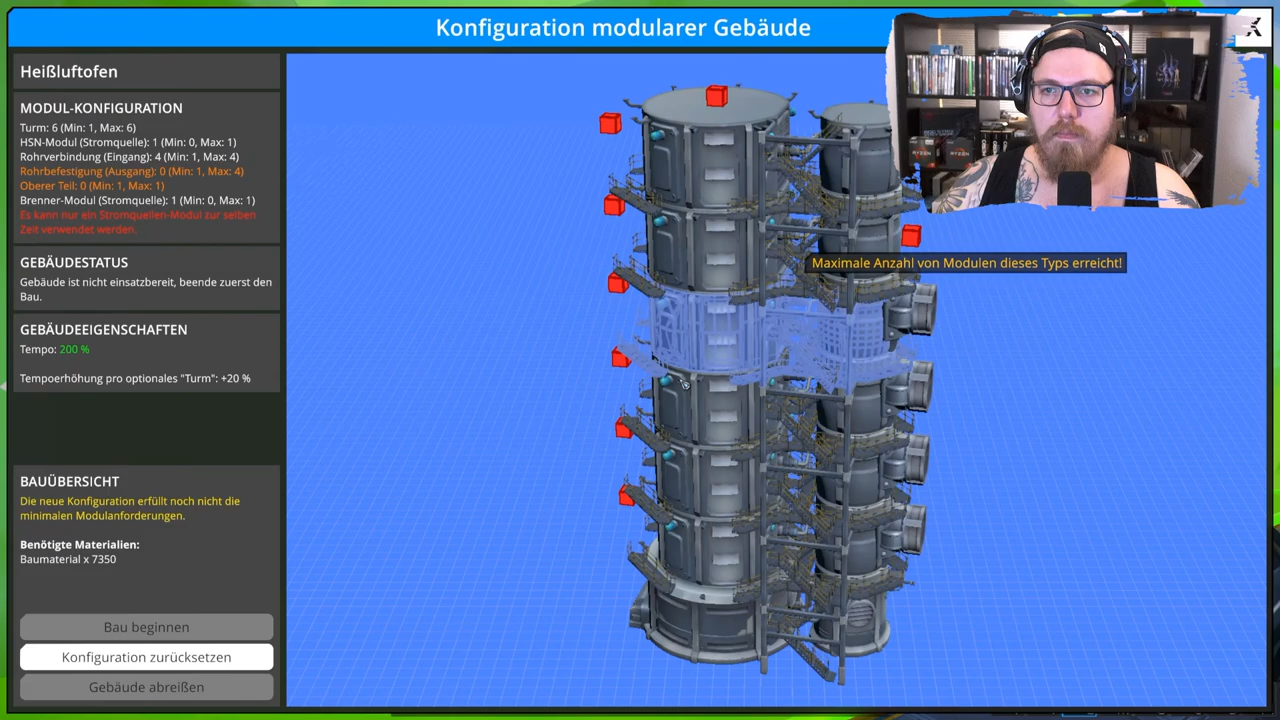 Konfiguration modularer Gebäude
X
Heißluftofen
MODUL-KONFIGURATION
Turm: 6 (Min: 1, Max: 6)
HSN-Modul (Stromquelle): 1 (Min: 0, Max: 1)
Rohrverbindung (Eingang): 4 (Min: 1, Max: 4)
Rohrbefestigung (Ausgang): 0 (Min: 1, Max: 4)
Oberer Teil: 0 (Min: 1, Max: 1)
Brenner-Modul (Stromquelle): 1 (Min: 0, Max: 1)
Es kann nur ein Stromquellen-Modul zur selben
Zeit verwendet werden.
GEBÄUDESTATUS
Gebäude ist nicht einsatzbereit, beende zuerst den
Bau.
GEBÄUDEEIGENSCHAFTEN
Tempo: 200 %
Tempoerhöhung pro optionales "Turm": +20 %
Maximale Anzahl von Modulen dieses Typs erreicht!
BAUÜBERSICHT
Die neue Konfiguration erfüllt noch nicht die
minimalen Modulanforderungen.
Benötigte Materialien:
Baumaterial x 7350
Bau beginnen
Konfiguration zurücksetzen
Gebäude abreißen
RYZEN
RYZEN